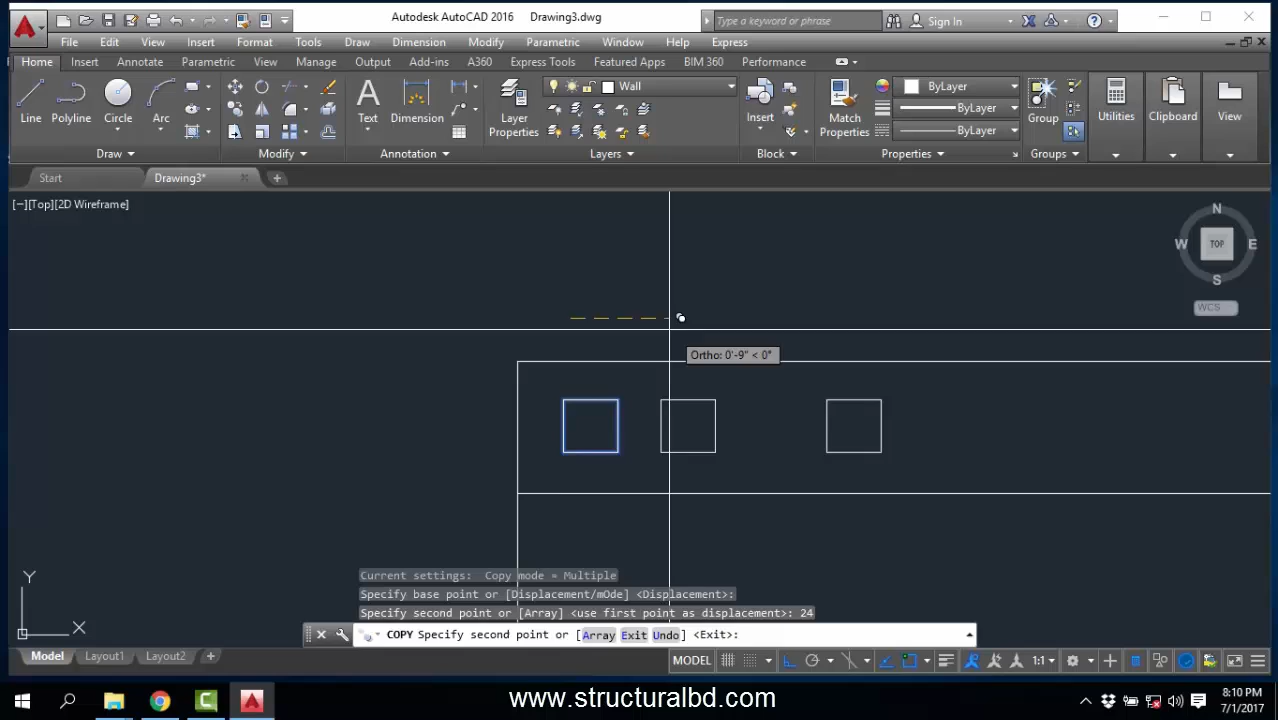 Autodesk AutoCAD 2016 Drawing3.dwg
Type a keyword or phrase
Sign In
File Edit View Insert Format Tools Draw Dimension Modify Parametric Window Help Express
Home Insert Annotate Parametric View Manage Output Add-ins A360 Express Tools Featured Apps BIM 360 Performance
Line Polyline Circle Arc Text Dimension Layer Properties Wall Insert Match Properties ByLayer ByLayer ByLayer Group Utilities Clipboard View
Draw Modify Annotation Layers Block Properties Groups
Start Drawing3*
[−][Top][2D Wireframe]
N
W TOP E
S
WCS
Ortho: 0'-9" < 0°
Y
X
Current settings: Copy mode = Multiple
Specify base point or [Displacement/mOde] <Displacement>:
Specify second point or [Array] <use first point as displacement>: 24
COPY Specify second point or [Array Exit Undo] <Exit>:
Model Layout1 Layout2 +
MODEL 1:1
www.structuralbd.com
8:10 PM
7/1/2017